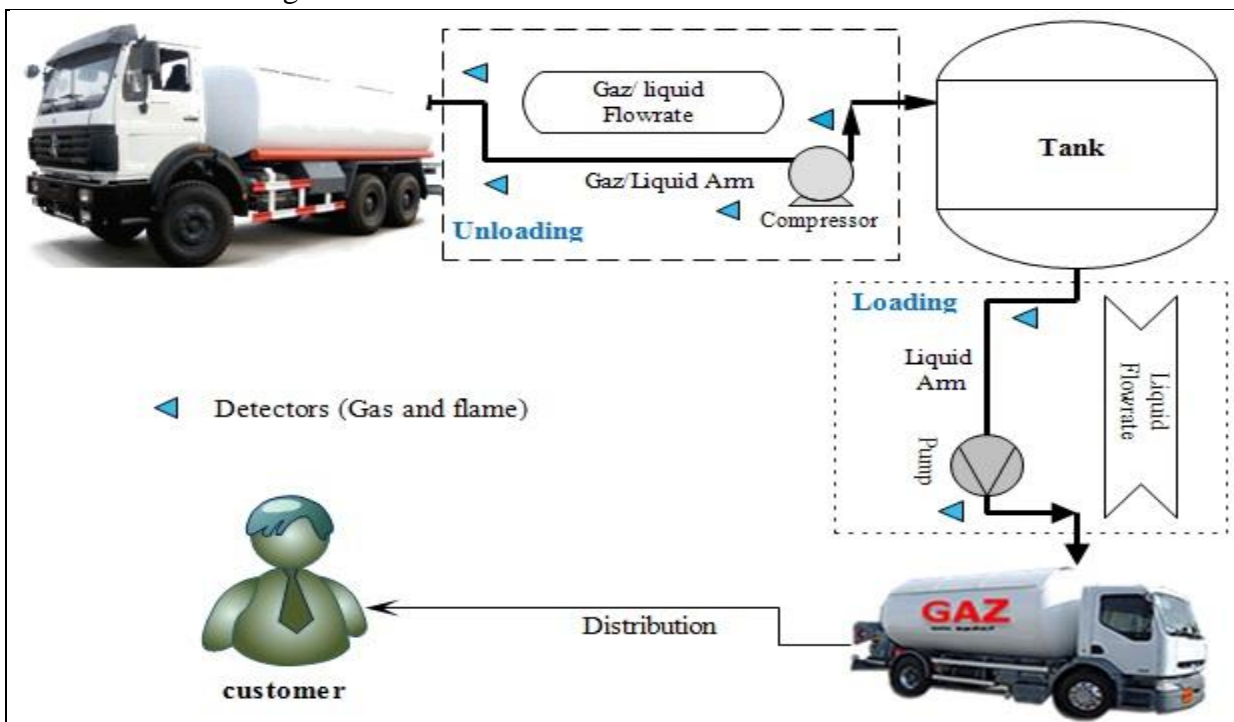 Gaz/ liquid
Flowrate
Gaz/Liquid Arm
Compressor
Unloading
Tank
Loading
Liquid
Arm
Liquid
Flowrate
Pump
Detectors (Gas and flame)
GAZ
Distribution
customer